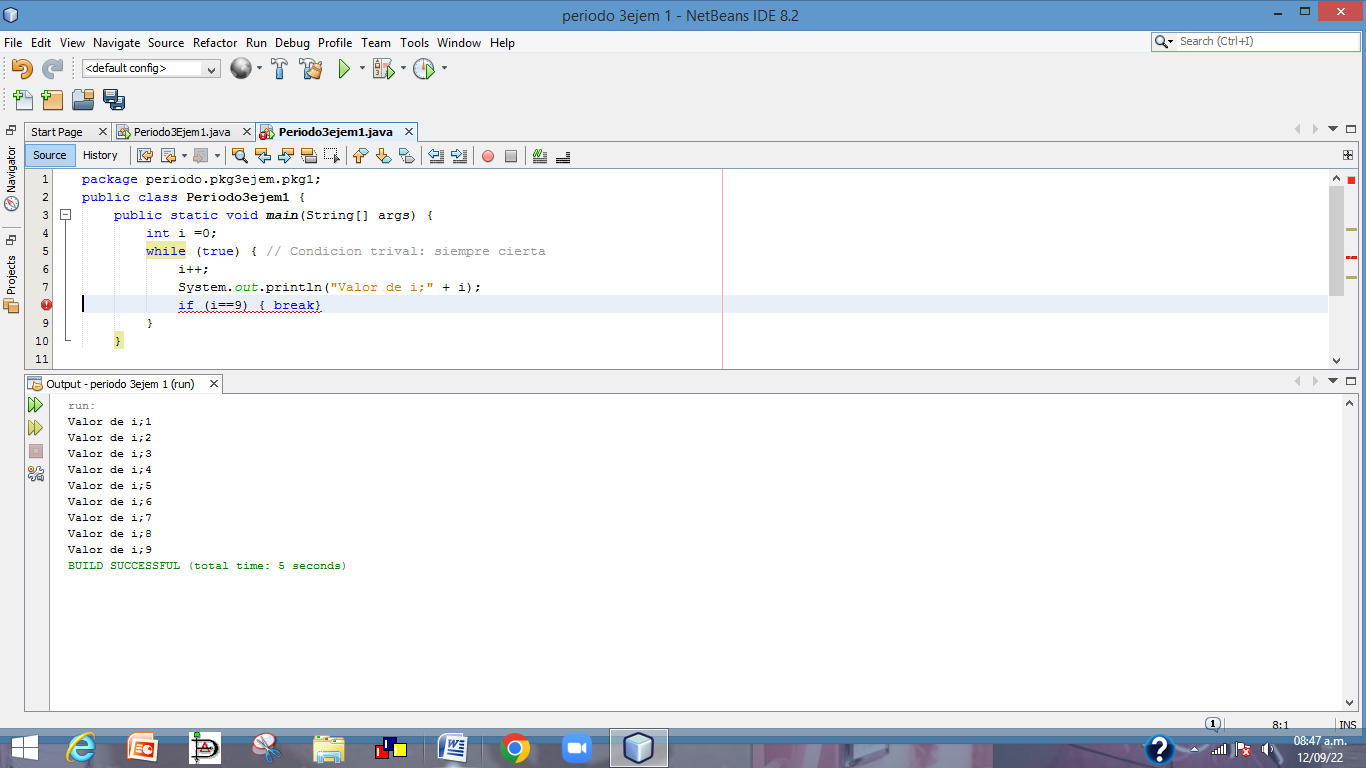 periodo 3ejem 1 - NetBeans IDE 8.2
File Edit View Navigate Source Refactor Run Debug Profile Team Tools Window Help
Search (Ctrl+I)
<default config>
Start Page Periodo3Ejem1.java Periodo3ejem1.java
Source History
Navigator
Projects
1 package periodo.pkg3ejem.pkg1;
2 public class Periodo3ejem1 {
3 public static void main(String[] args) {
4 int i =0;
5 while (true) { // Condicion trival: siempre cierta
6 i++;
7 System.out.println("Valor de i;" + i);
if (i==9) { break}
9 }
10 }
11
Output - periodo 3ejem 1 (run)
run:
Valor de i;1
Valor de i;2
Valor de i;3
Valor de i;4
Valor de i;5
Valor de i;6
Valor de i;7
Valor de i;8
Valor de i;9
BUILD SUCCESSFUL (total time: 5 seconds)
1 8:1 INS
08:47 a.m.
12/09/22